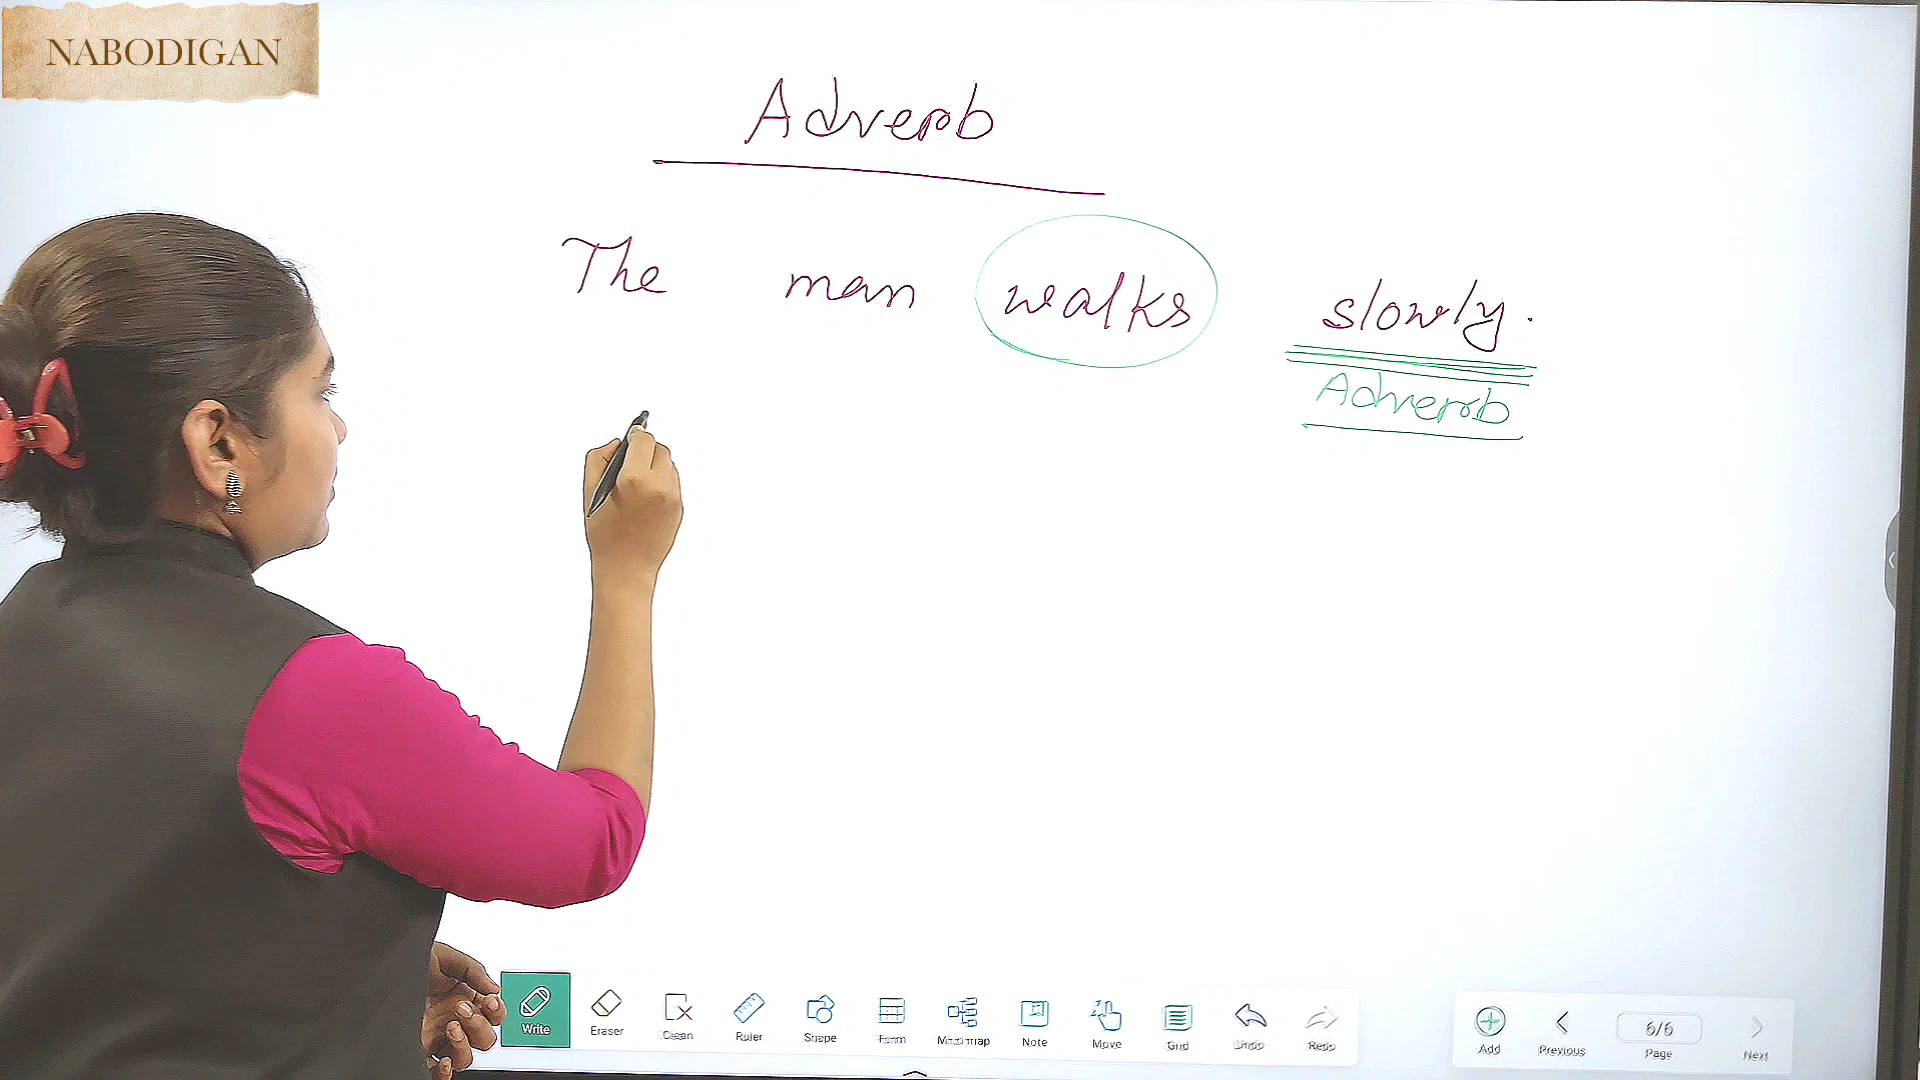 NABODIGAN
Adverb
The man walks slowly.
Adverb
Write Eraser Clean Ruler Shape Form Mind map Note Move Grid Undo Redo
Add Previous 6/6 Page Next